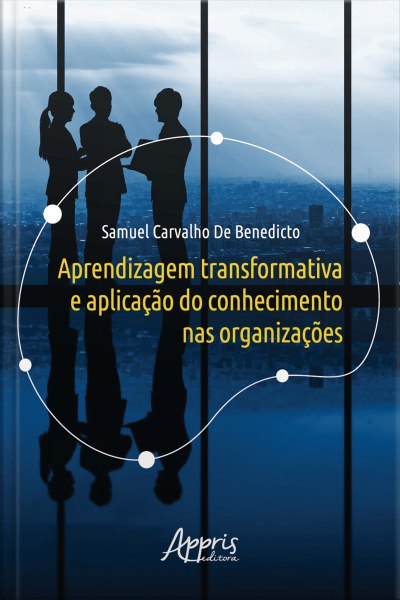 Samuel Carvalho De Benedicto
Aprendizagem transformativa
e aplicação do conhecimento
nas organizações
Appris
editora